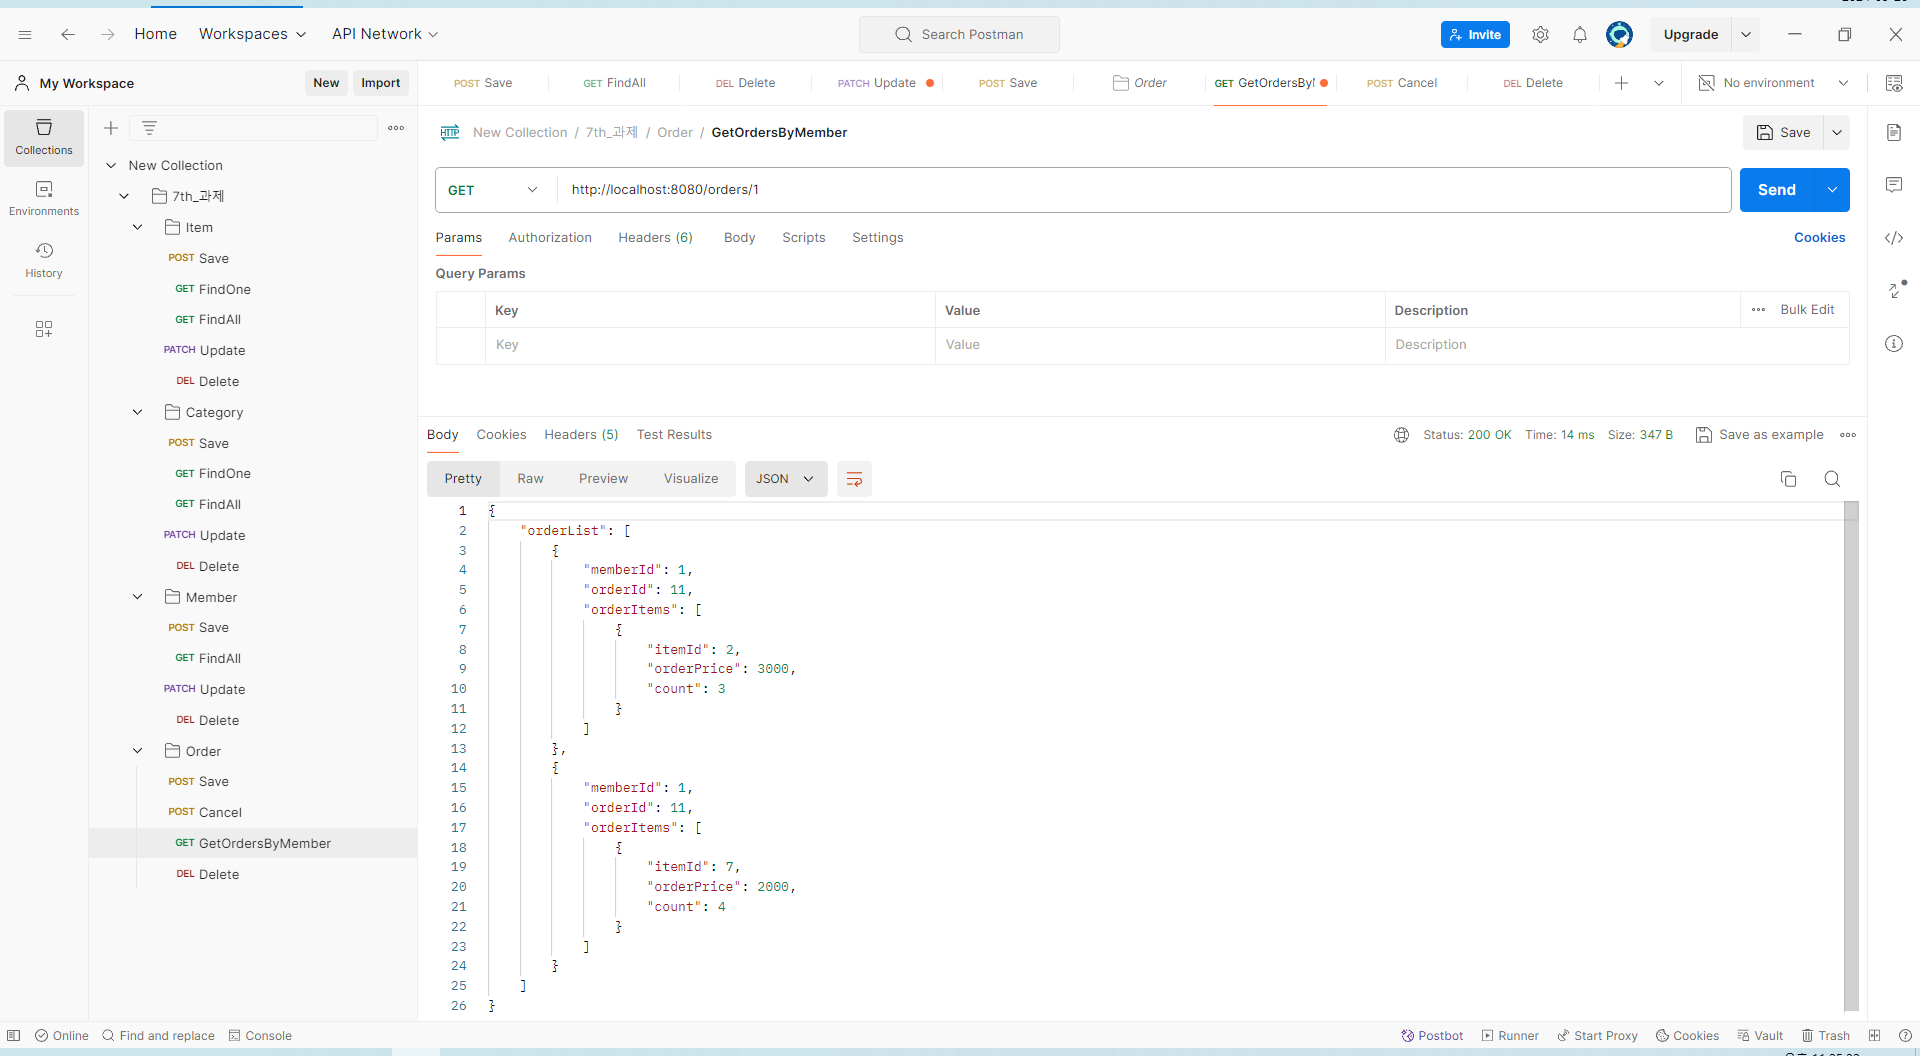 Home Workspaces API Network Search Postman Invite Upgrade
My Workspace New Import POST Save GET FindAll DEL Delete PATCH Update POST Save Order GET GetOrdersBy POST Cancel DEL Delete No environment
Collections
Environments
History
New Collection
7th_과제
Item
POST Save
GET FindOne
GET FindAll
PATCH Update
DEL Delete
Category
POST Save
GET FindOne
GET FindAll
PATCH Update
DEL Delete
Member
POST Save
GET FindAll
PATCH Update
DEL Delete
Order
POST Save
POST Cancel
GET GetOrdersByMember
DEL Delete
HTTP New Collection / 7th_과제 / Order / GetOrdersByMember Save
GET http://localhost:8080/orders/1 Send
Params Authorization Headers (6) Body Scripts Settings Cookies
Query Params
Key Value Description Bulk Edit
Key Value Description
Body Cookies Headers (5) Test Results Status: 200 OK Time: 14 ms Size: 347 B Save as example
Pretty Raw Preview Visualize JSON
1 {
2 "orderList": [
3 {
4 "memberId": 1,
5 "orderId": 11,
6 "orderItems": [
7 {
8 "itemId": 2,
9 "orderPrice": 3000,
10 "count": 3
11 }
12 ]
13 },
14 {
15 "memberId": 1,
16 "orderId": 11,
17 "orderItems": [
18 {
19 "itemId": 7,
20 "orderPrice": 2000,
21 "count": 4
22 }
23 ]
24 }
25 ]
26 }
Online Find and replace Console Postbot Runner Start Proxy Cookies Vault Trash